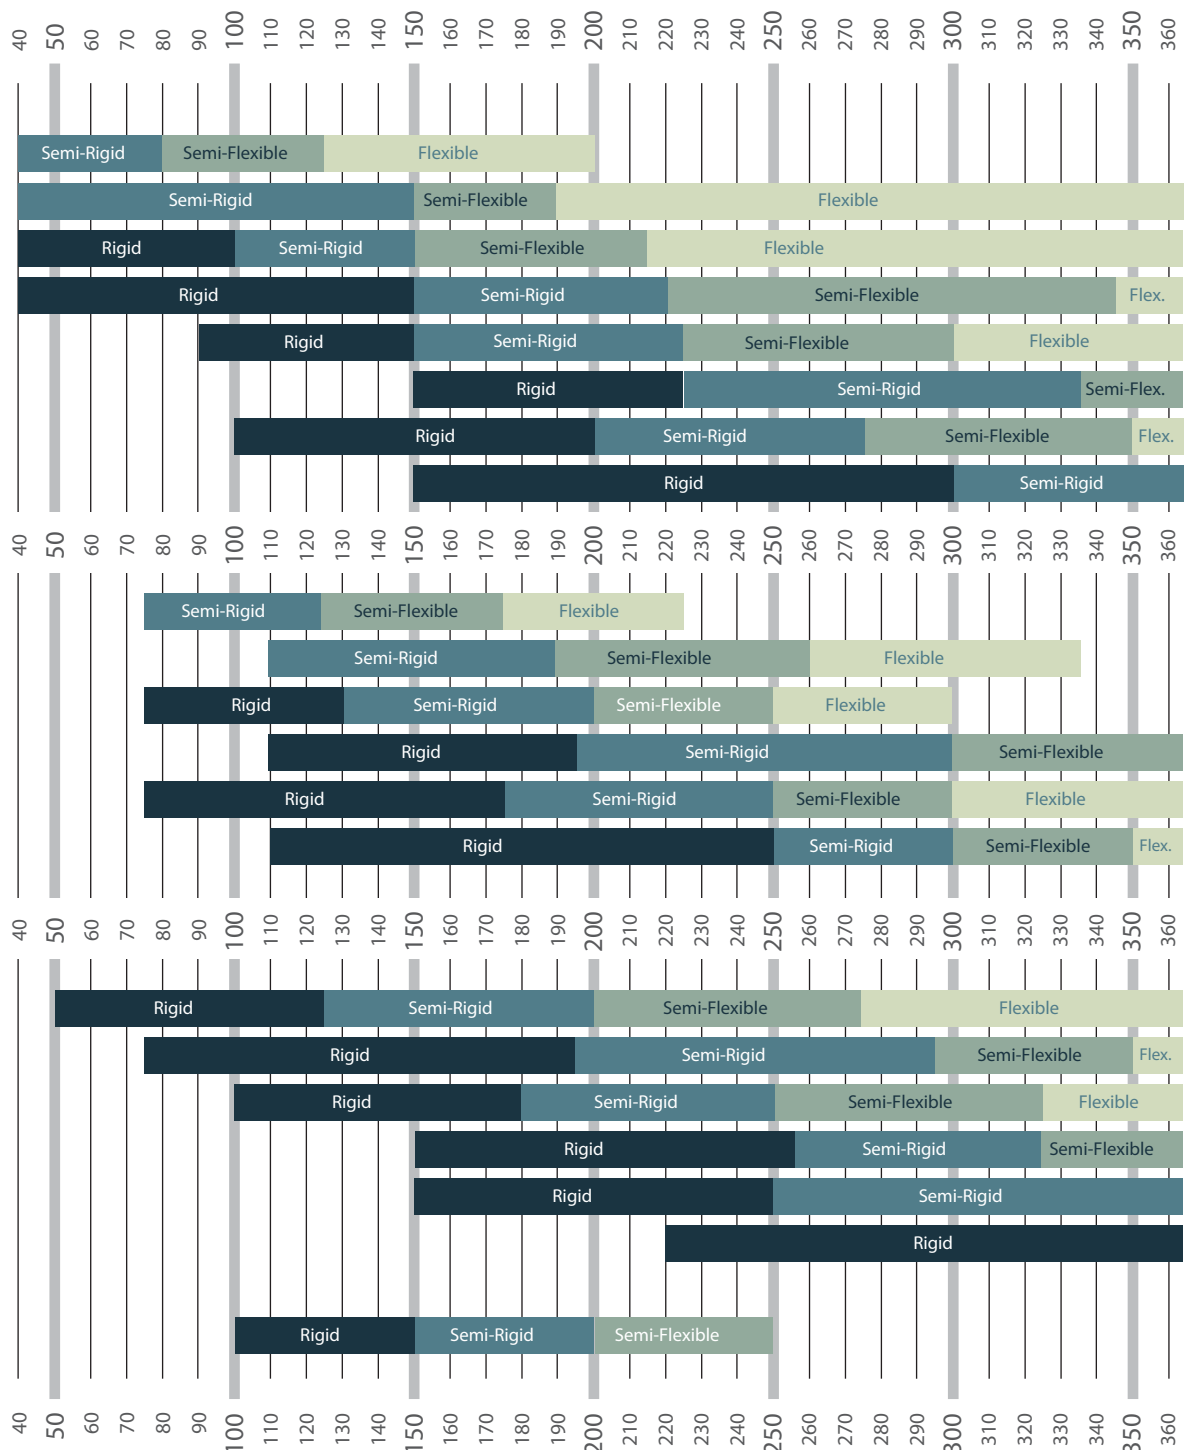 40 50 60 70 80 90 100 110 120 130 140 150 160 170 180 190 200 210 220 230 240 250 260 270 280 290 300 310 320 330 340 350 360
Semi-Rigid Semi-Flexible Flexible
Semi-Rigid Semi-Flexible Flexible
Rigid Semi-Rigid Semi-Flexible Flexible
Rigid Semi-Rigid Semi-Flexible Flex.
Rigid Semi-Rigid Semi-Flexible Flexible
Rigid Semi-Rigid Semi-Flex.
Rigid Semi-Rigid Semi-Flexible Flex.
Rigid Semi-Rigid
40 50 60 70 80 90 100 110 120 130 140 150 160 170 180 190 200 210 220 230 240 250 260 270 280 290 300 310 320 330 340 350 360
Semi-Rigid Semi-Flexible Flexible
Semi-Rigid Semi-Flexible Flexible
Rigid Semi-Rigid Semi-Flexible Flexible
Rigid Semi-Rigid Semi-Flexible
Rigid Semi-Rigid Semi-Flexible Flexible
Rigid Semi-Rigid Semi-Flexible Flex.
40 50 60 70 80 90 100 110 120 130 140 150 160 170 180 190 200 210 220 230 240 250 260 270 280 290 300 310 320 330 340 350 360
Rigid Semi-Rigid Semi-Flexible Flexible
Rigid Semi-Rigid Semi-Flexible Flex.
Rigid Semi-Rigid Semi-Flexible Flexible
Rigid Semi-Rigid Semi-Flexible
Rigid Semi-Rigid
Rigid
Rigid Semi-Rigid Semi-Flexible
40 50 60 70 80 90 100 110 120 130 140 150 160 170 180 190 200 210 220 230 240 250 260 270 280 290 300 310 320 330 340 350 360